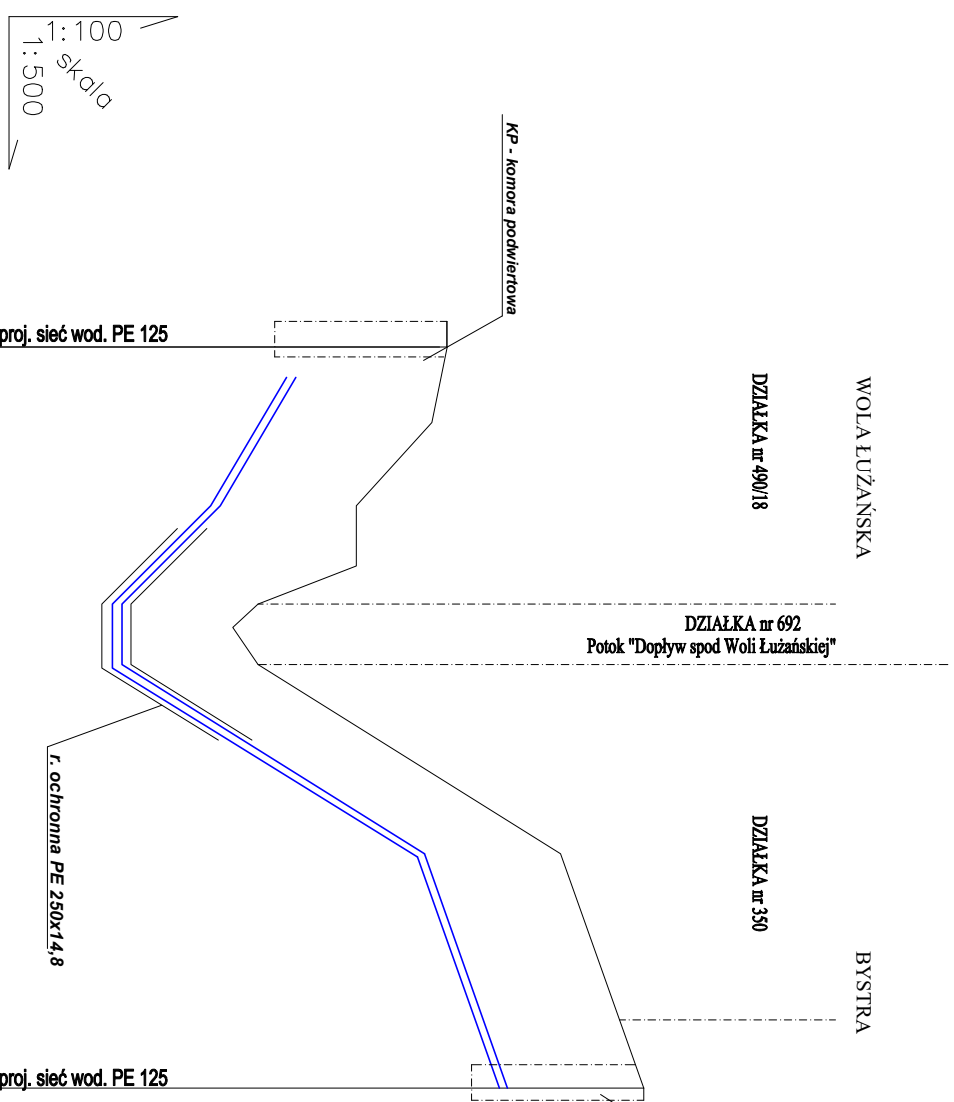 1:100
1:500
skala
KP - komora podwiertowa
proj. sieć wod. PE 125
WOLA ŁUŻAŃSKA
DZIAŁKA nr 490/18
DZIAŁKA nr 692
Potok "Dopływ spod Woli Łużańskiej"
DZIAŁKA nr 350
BYSTRA
r. ochronna PE 250x14,8
proj. sieć wod. PE 125